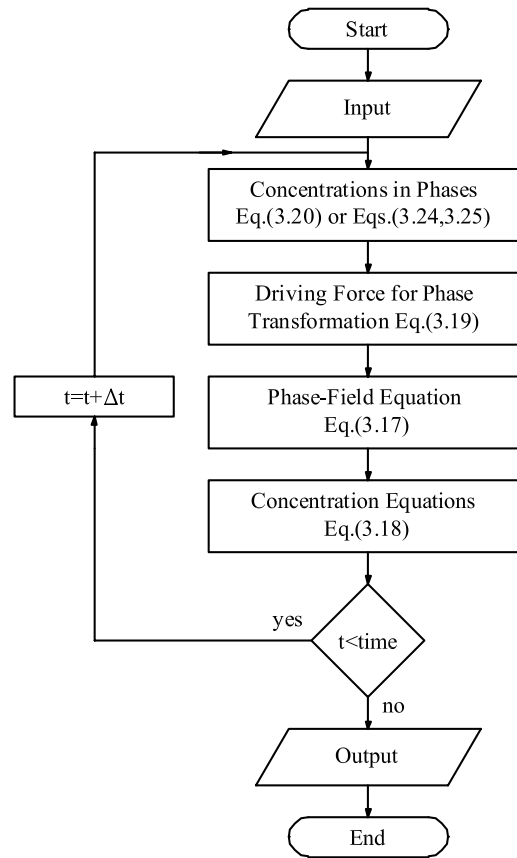 Start
Input
Concentrations in Phases
Eq.(3.20) or Eqs.(3.24,3.25)
Driving Force for Phase
Transformation Eq.(3.19)
t=t+Δt
Phase-Field Equation
Eq.(3.17)
Concentration Equations
Eq.(3.18)
yes
t<time
no
Output
End